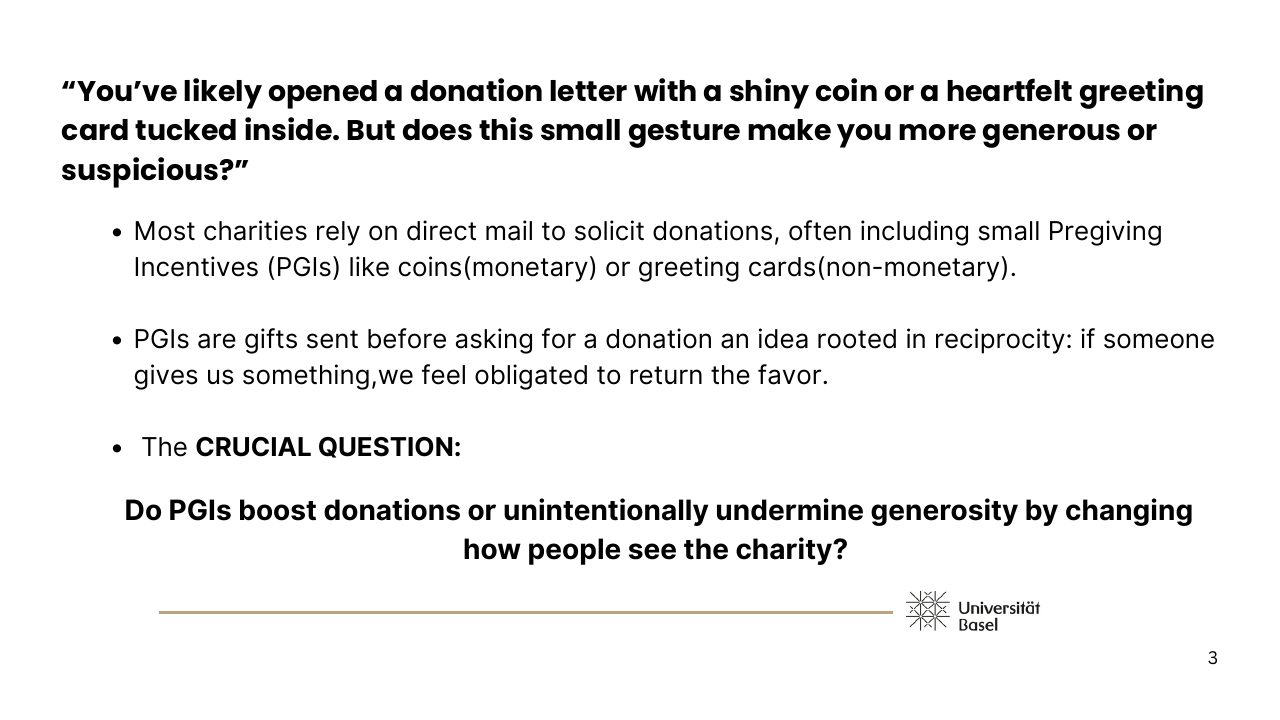 “You’ve likely opened a donation letter with a shiny coin or a heartfelt greeting
card tucked inside. But does this small gesture make you more generous or
suspicious?”
• Most charities rely on direct mail to solicit donations, often including small Pregiving
Incentives (PGIs) like coins(monetary) or greeting cards(non-monetary).
• PGIs are gifts sent before asking for a donation an idea rooted in reciprocity: if someone
gives us something,we feel obligated to return the favor.
• The CRUCIAL QUESTION:
Do PGIs boost donations or unintentionally undermine generosity by changing
how people see the charity?
Universität
Basel
3